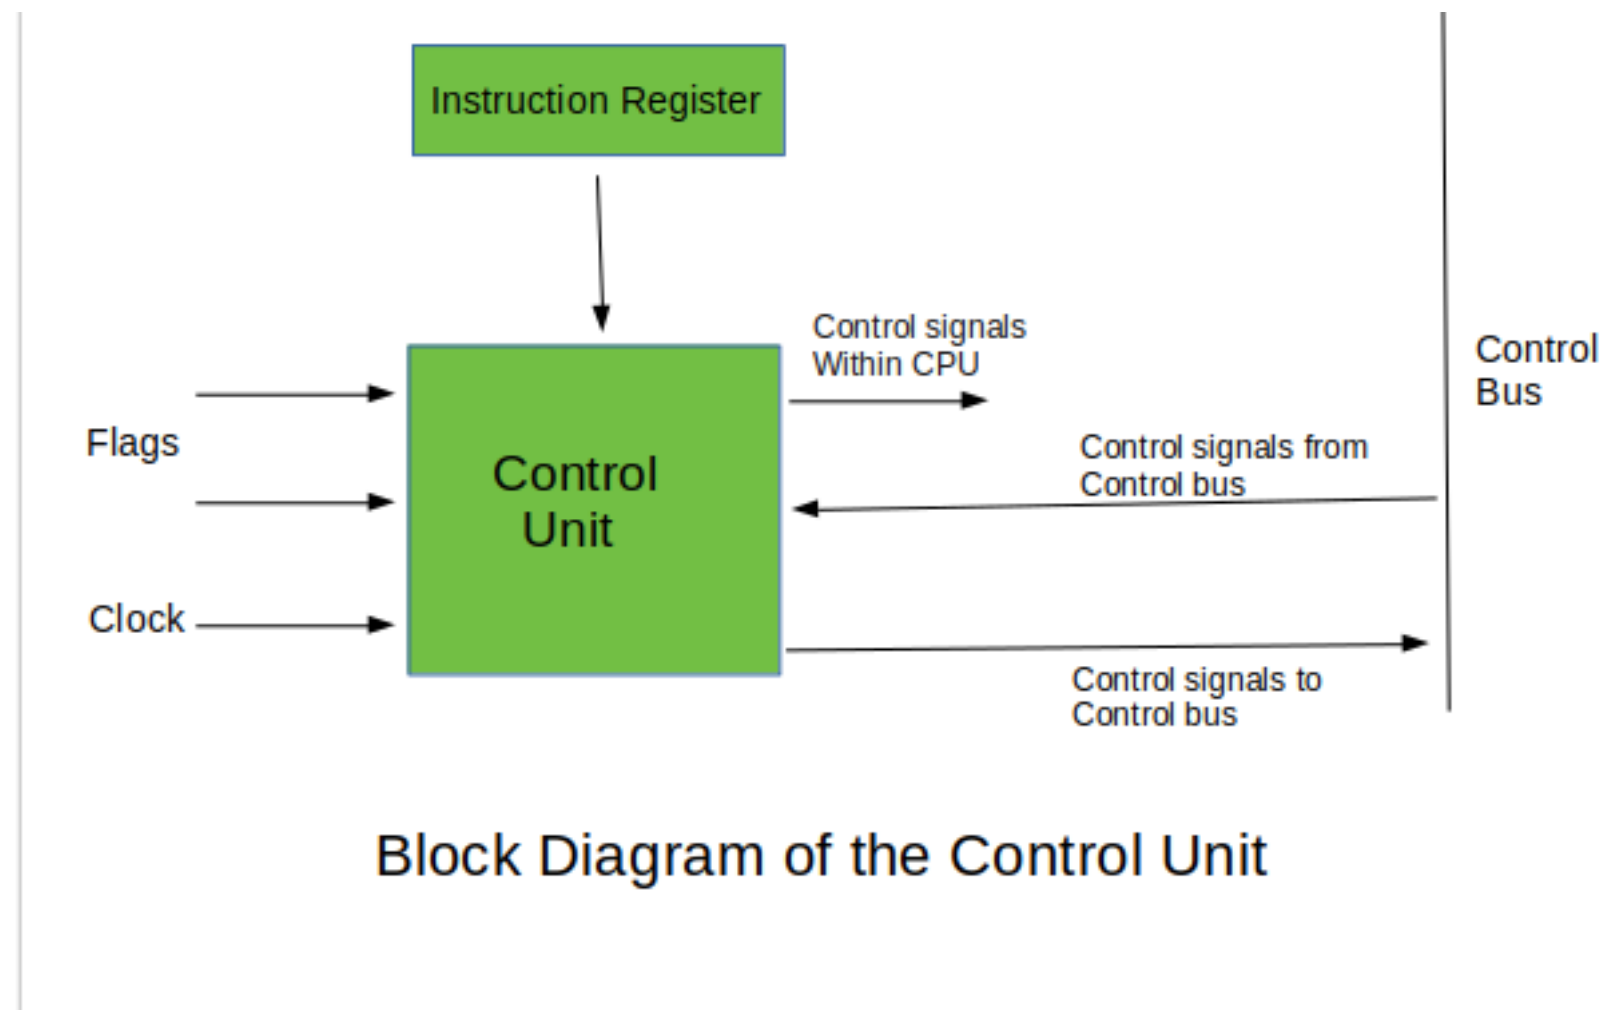 Instruction Register
Control signals
Within CPU
Control
Bus
Control signals from
Control bus
Flags
Control
Unit
Clock
Control signals to
Control bus
Block Diagram of the Control Unit